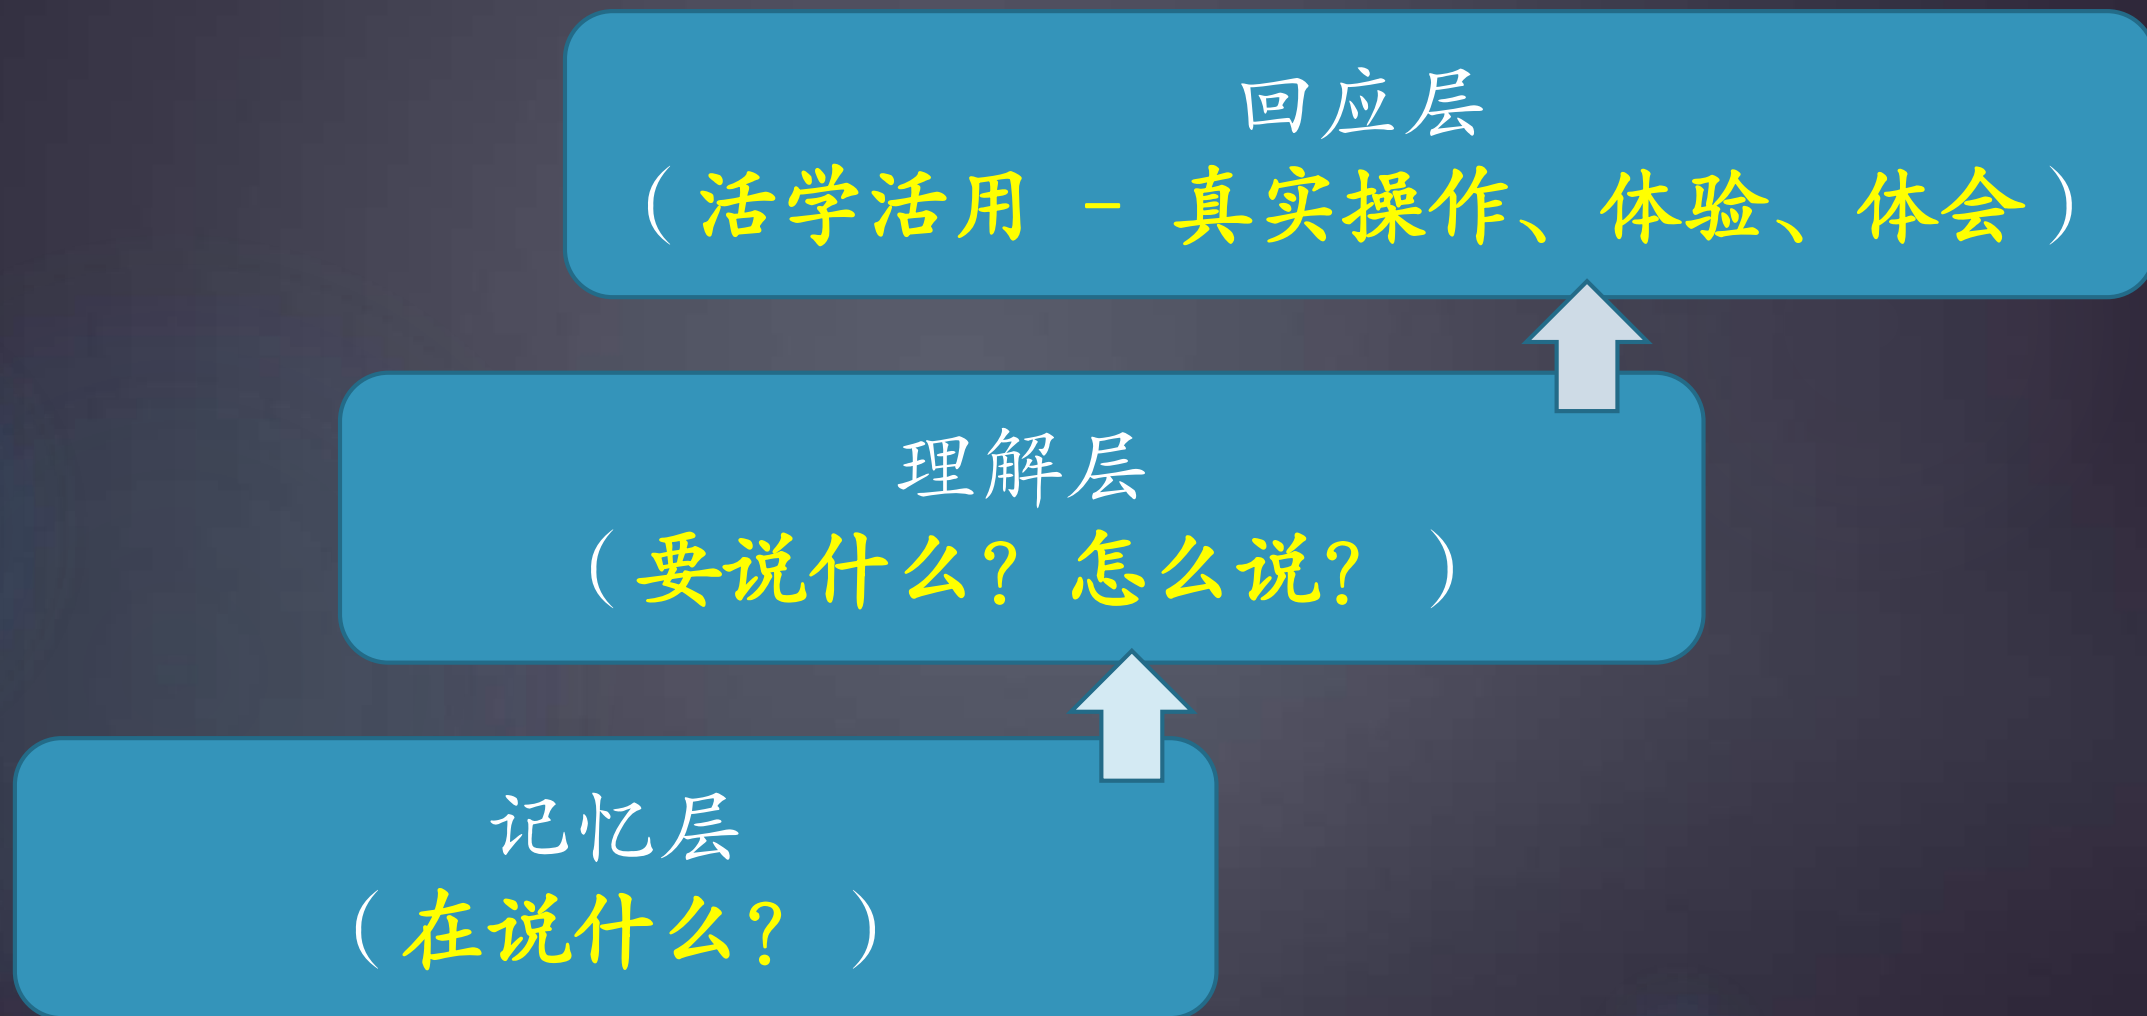 回应层
（活学活用 - 真实操作、体验、体会）
理解层
（要说什么？怎么说？）
记忆层
（在说什么？）